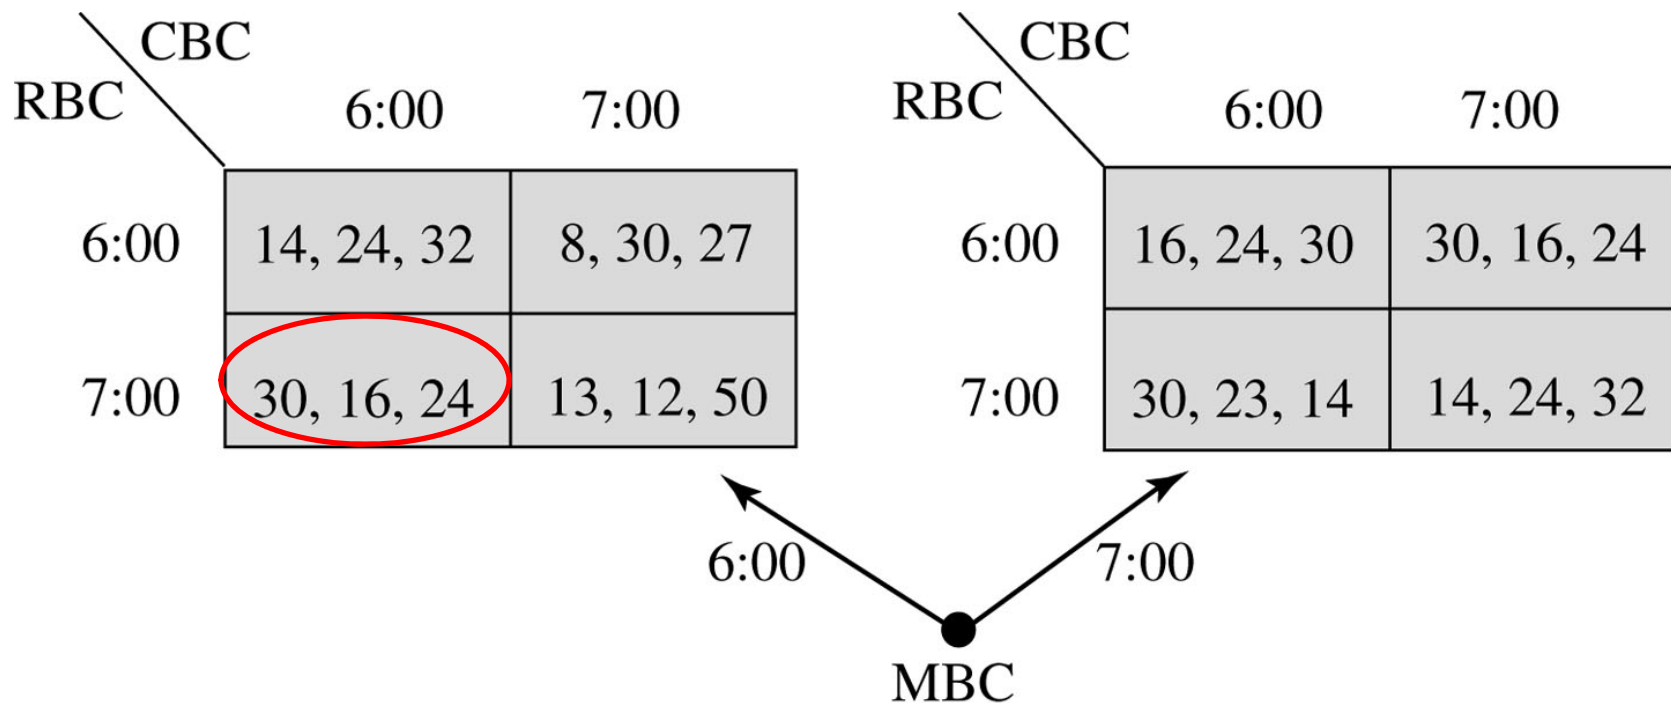 CBC CBC
RBC RBC
6:00 7:00 6:00 7:00
6:00 14, 24, 32 8, 30, 27 6:00 16, 24, 30 30, 16, 24
7:00 30, 16, 24 13, 12, 50 7:00 30, 23, 14 14, 24, 32
6:00 7:00
MBC